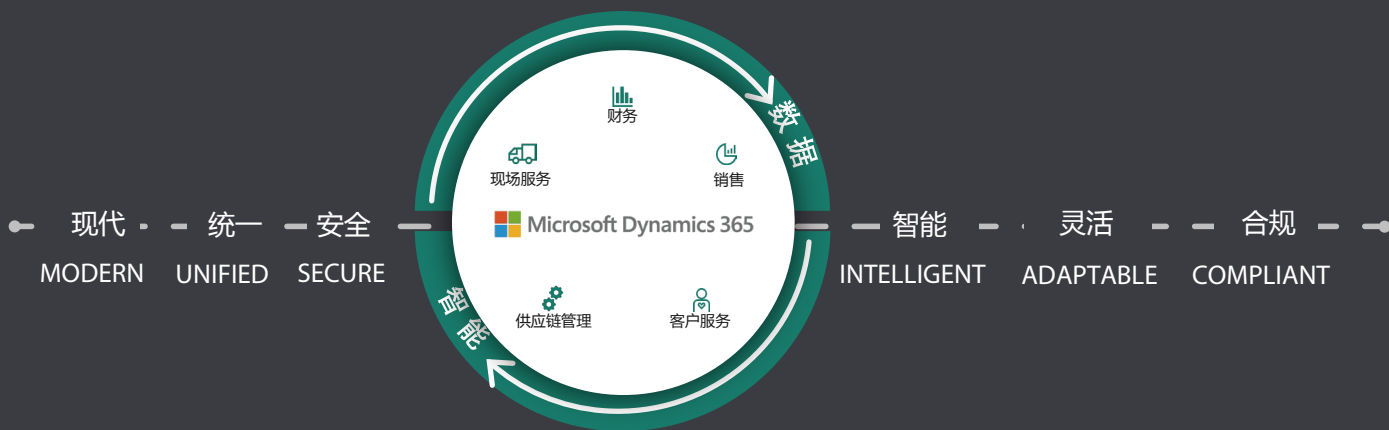 财务
现场服务
销售
数据
现代
统一
安全
Microsoft Dynamics 365
智能
灵活
合规
MODERN
UNIFIED
SECURE
INTELLIGENT
ADAPTABLE
COMPLIANT
智能
供应链管理
客户服务